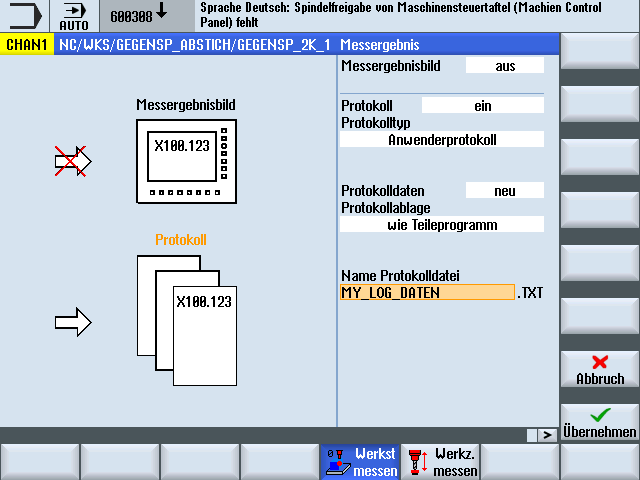 AUTO
600308
Sprache Deutsch: Spindelfreigabe von Maschinensteuertaftel (Machien Control
Panel) fehlt
CHAN1
NC/WKS/GEGENSP_ABSTICH/GEGENSP_2K_1
Messergebnis
Messergebnisbild
X100.123
Protokoll
X100.123
Messergebnisbild aus
Protokoll ein
Protokolltyp
Anwenderprotokoll
Protokolldaten neu
Protokollablage
wie Teileprogramm
Name Protokolldatei
MY_LOG_DATEN .TXT
Abbruch
Übernehmen
>
Werkst
messen
Werkz.
messen